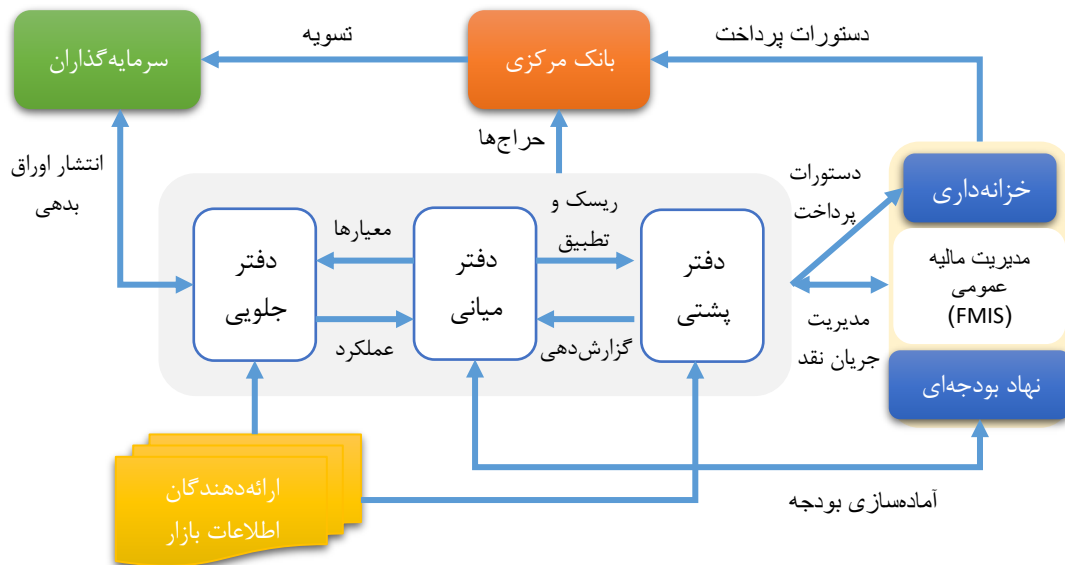 دستورات پرداخت
تسویه
بانک مرکزی
سرمایه‌گذاران
حراج‌ها
انتشار اوراق
بدهی
دستورات
پرداخت
خزانه‌داری
ریسک و
تطبیق
معیارها
دفتر
پشتی
دفتر
میانی
دفتر
جلویی
مدیریت مالیه
عمومی
(FMIS)
مدیریت
جریان نقد
گزارش‌دهی
عملکرد
نهاد بودجه‌ای
ارائه‌دهندگان
اطلاعات بازار
آماده‌سازی بودجه